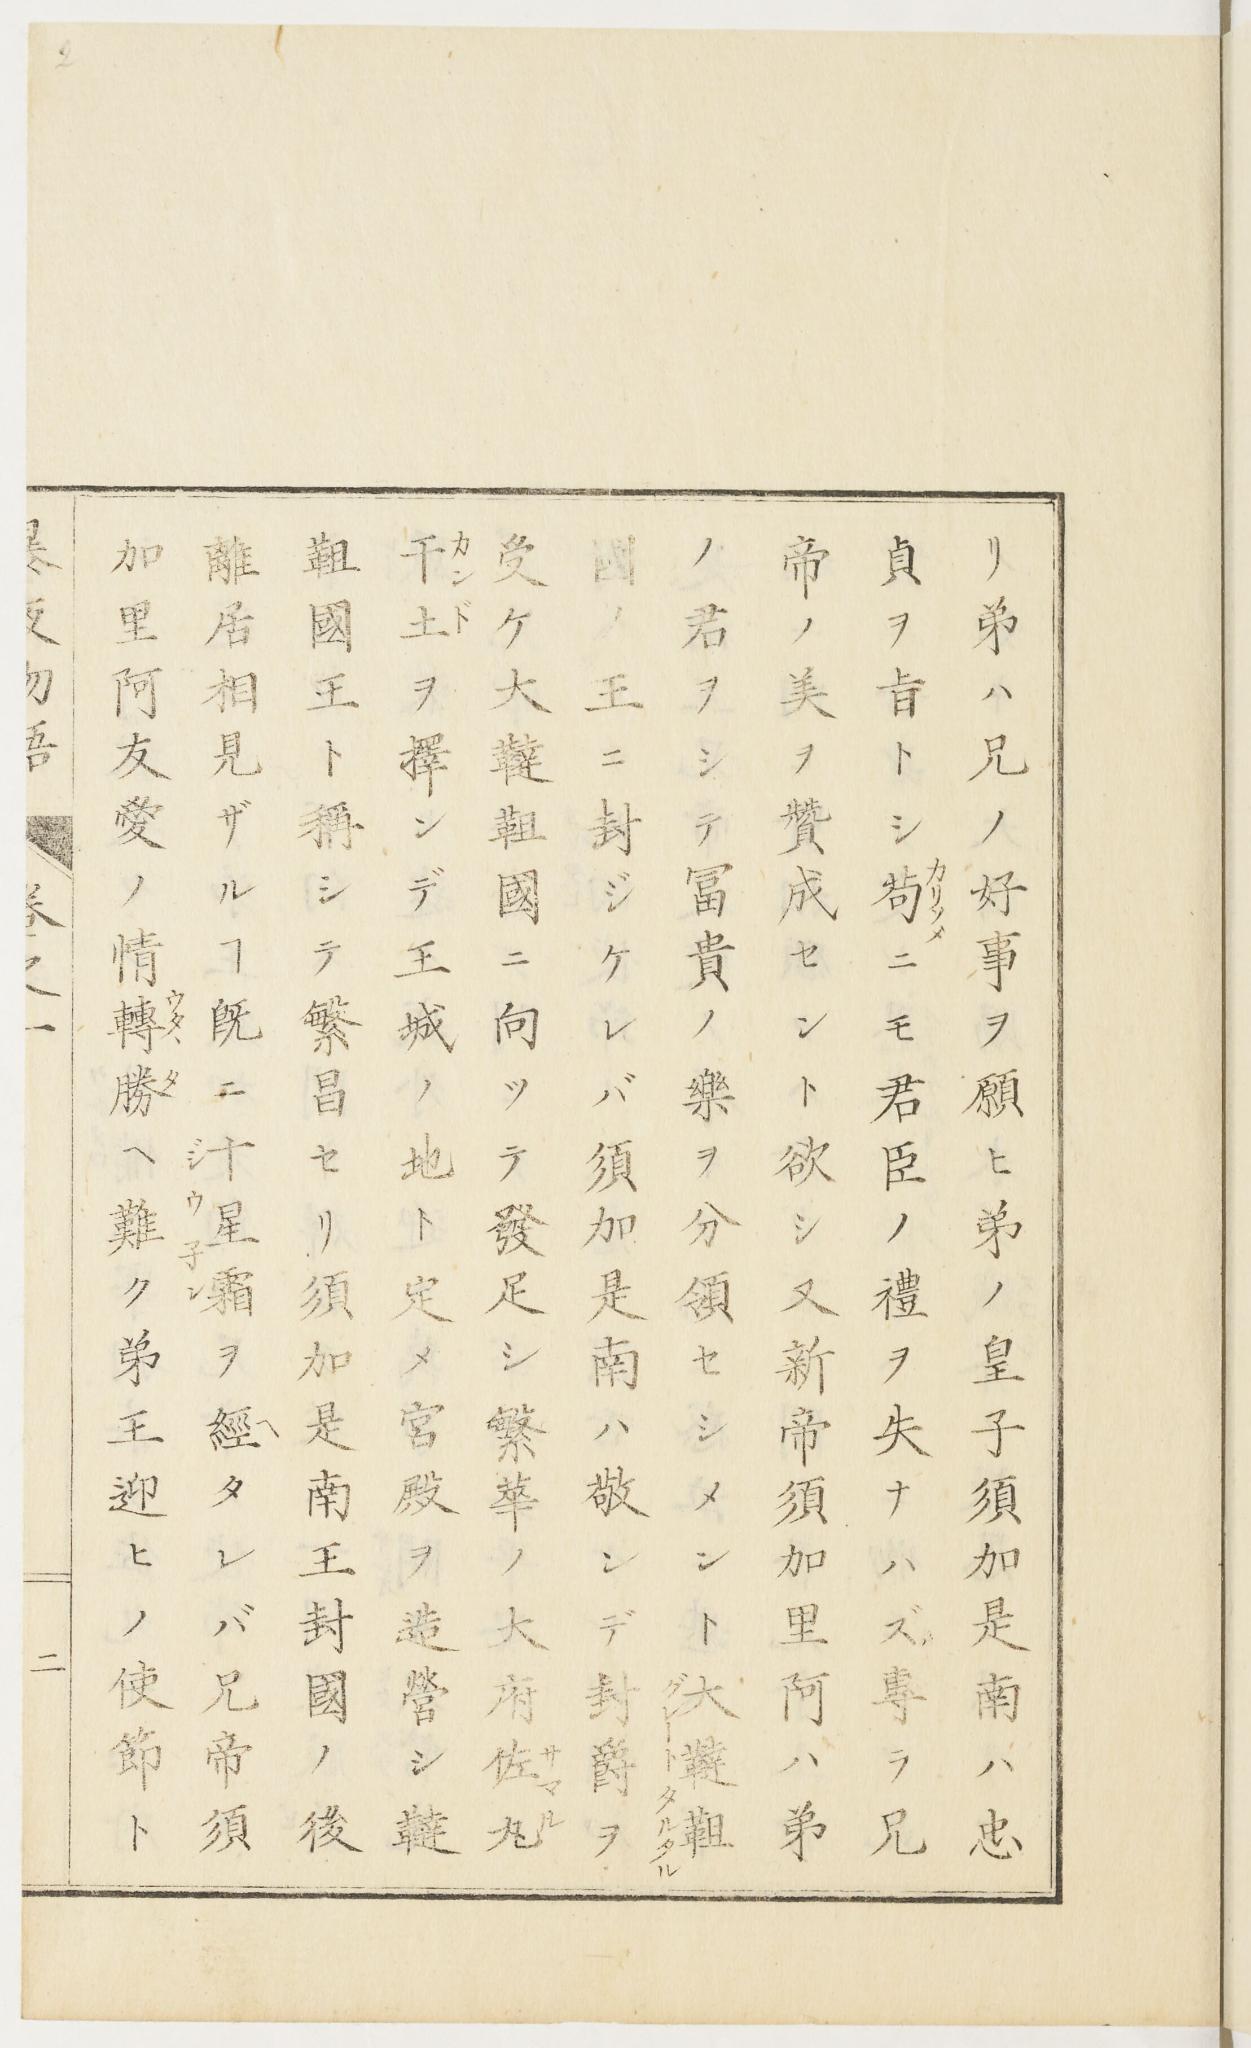 リ弟ハ兄ノ好事ヲ願ヒ弟ノ皇子須加是南ハ忠
貞ヲ旨トシ茍ニモ君臣ノ禮ヲ失ナハズ專ラ兄
カリソメ
帝ノ美ヲ贊成セント欲シ又新帝須加里阿ハ弟
ノ君ヲシテ冨貴ノ樂ヲ分領セシメント大韃靼
グレートタルタル
國ノ王ニ封ジケレバ須加是南ハ敬ンデ封爵ヲ
受ケ大韃靼國ニ向ツテ發足シ繁華ノ大府佐丸
サマル
干土ヲ擇ンデ王城ノ地ト定メ宮殿ヲ造營シ韃
カンド
靼國王ト稱シテ繁昌セリ須加是南王封國ノ後
離居相見ザルヿ旣ニ十星霜ヲ經タレバ兄帝須
ジウ子ン
ヘ
加里阿友愛ノ情轉勝ヘ難ク弟王迎ヒノ使節ト
ウタヽタ
暴夜物語
卷之一
二
2